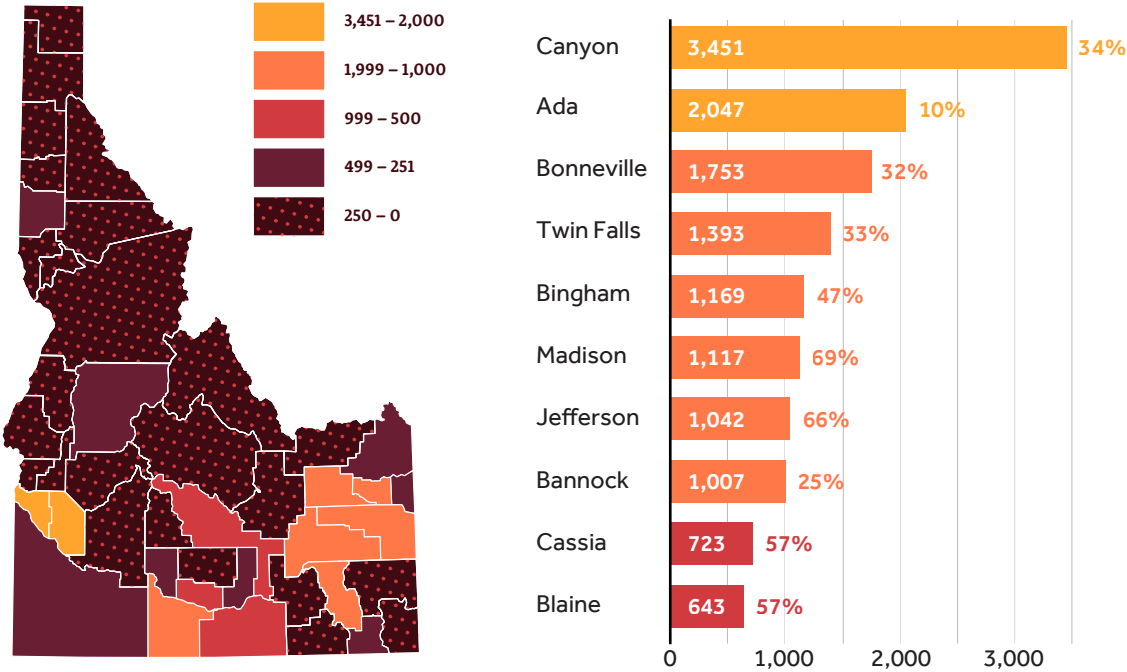 3,451 – 2,000
1,999 – 1,000
999 – 500
499 – 251
250 – 0
Canyon 3,451 34%
Ada 2,047 10%
Bonneville 1,753 32%
Twin Falls 1,393 33%
Bingham 1,169 47%
Madison 1,117 69%
Jefferson 1,042 66%
Bannock 1,007 25%
Cassia 723 57%
Blaine 643 57%
0 1,000 2,000 3,000